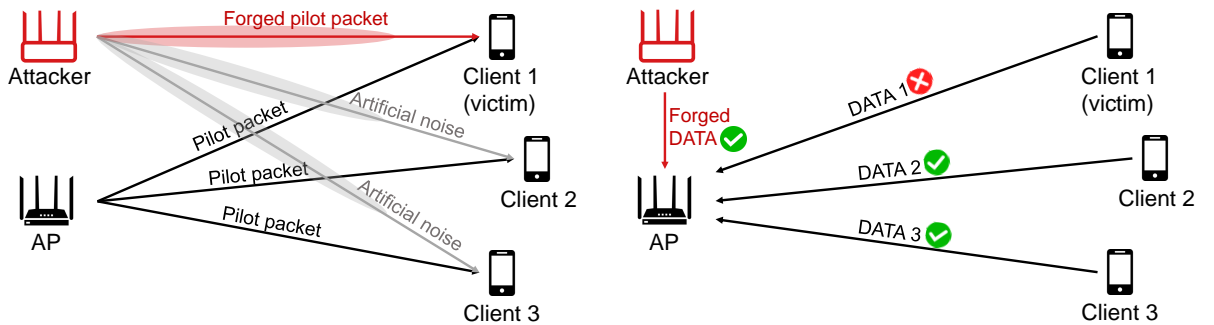 Forged pilot packet
Attacker
Client 1
(victim)
Artificial noise
Pilot packet
Pilot packet
Client 2
Pilot packet
Artificial noise
AP
Client 3
Attacker
Client 1
(victim)
DATA 1
Forged
DATA
DATA 2
Client 2
AP
DATA 3
Client 3